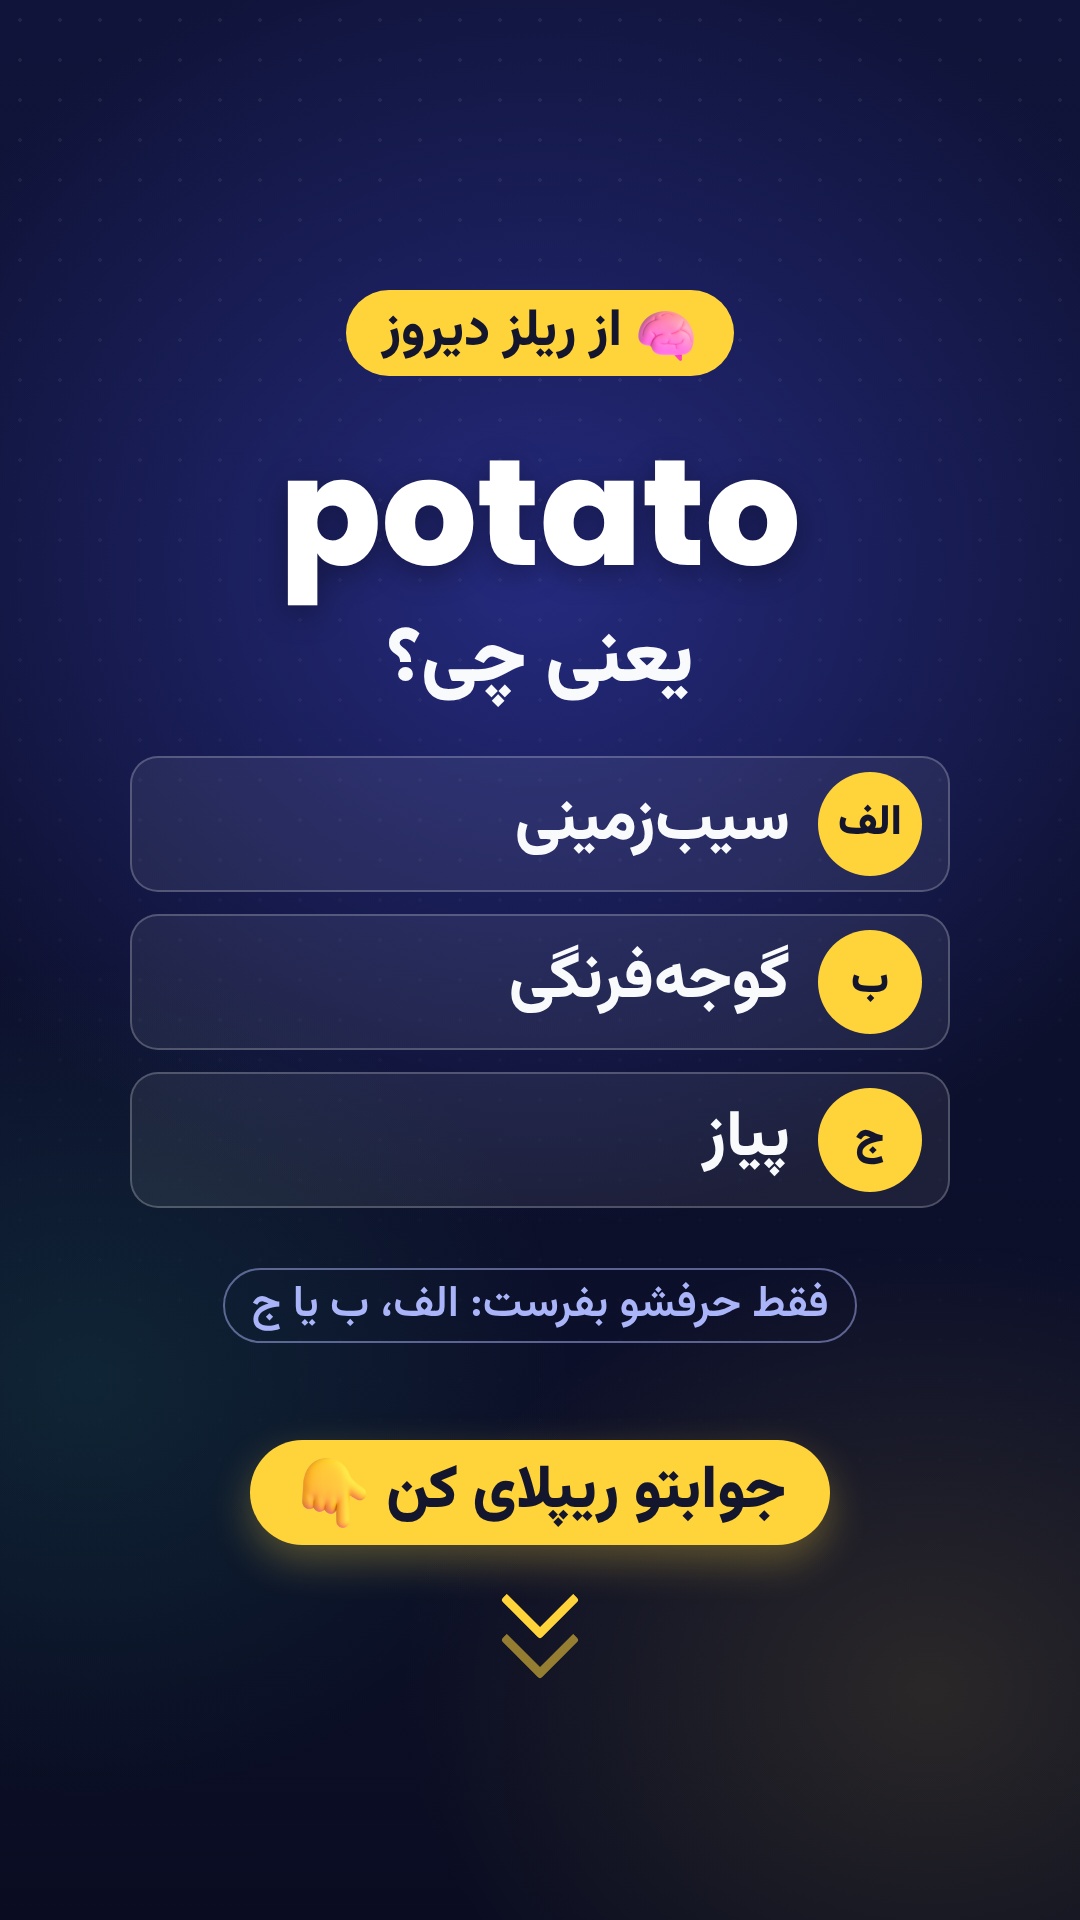 🧠 از ریلز دیروز
potato
یعنی چی؟
الف سیب‌زمینی
ب گوجه‌فرنگی
ج پیاز
فقط حرفشو بفرست: الف، ب یا ج
جوابتو ریپلای کن 👇